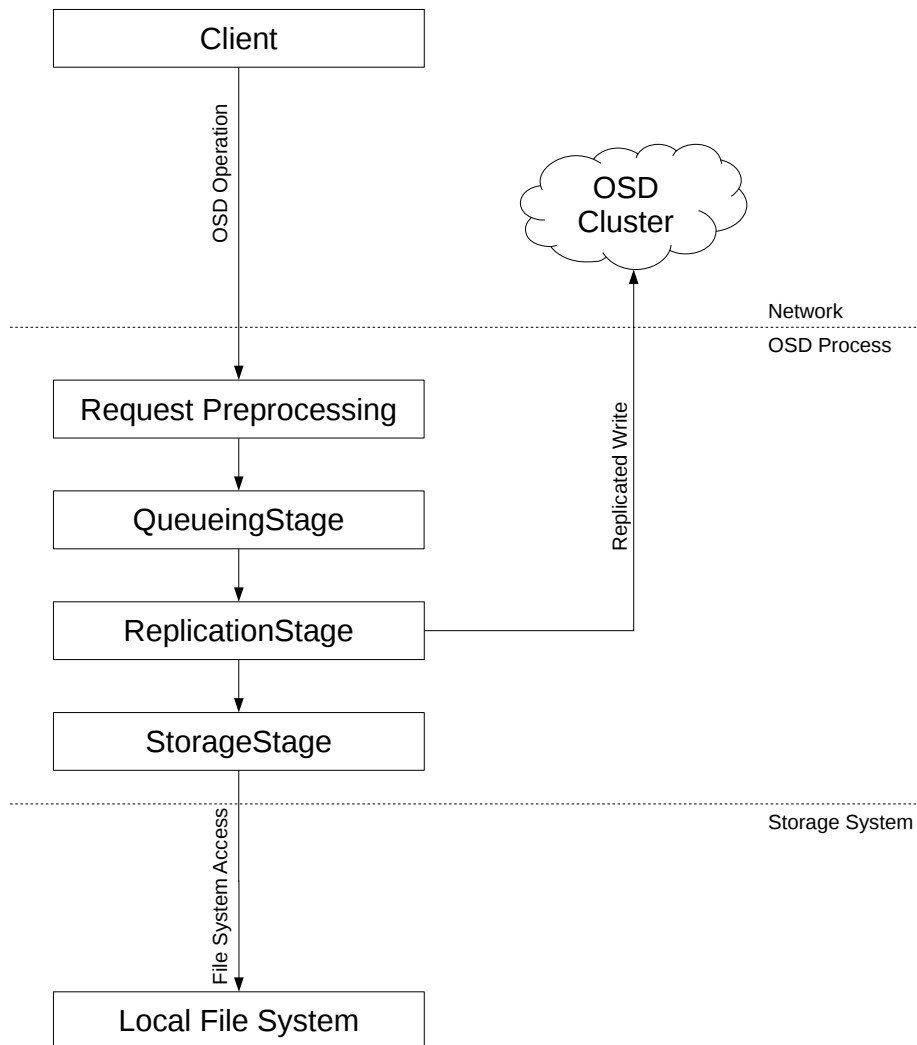 Client
OSD Operation
OSD
Cluster
Network
OSD Process
Request Preprocessing
QueueingStage
Replicated Write
ReplicationStage
StorageStage
Storage System
File System Access
Local File System